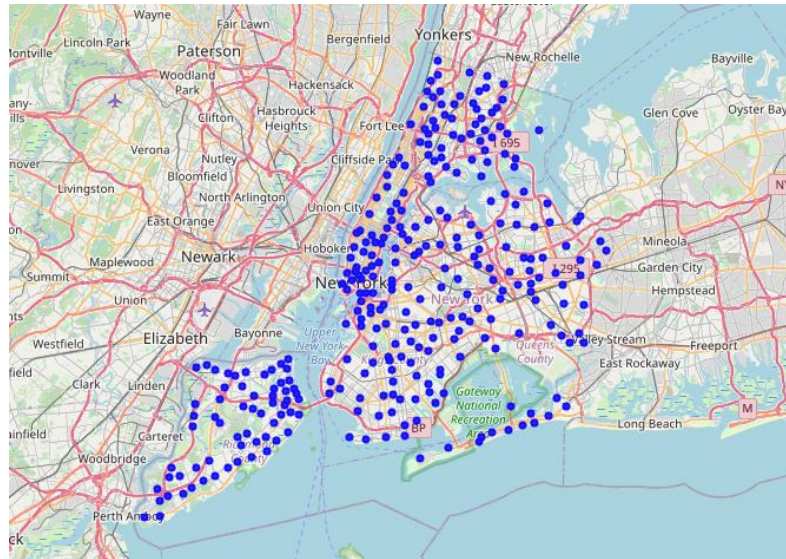 Wayne
Fair Lawn
Yonkers
Montville
Lincoln Park
Paterson
Bergenfield
New Rochelle
Bayville
Woodland
Park
Hackensack
Clifton
Hasbrouck
Heights
Fort Lee
Glen Cove
Oyster Bay
Verona
I 695
Nutley
Cliffside Park
Bloomfield
Livingston
North Arlington
Union City
East Orange
Mineola
Maplewood
Newark
Hoboken
Summit
I 295
Garden City
New York
New York
Union
Hempstead
Elizabeth
Bayonne
Upper
New York
Bay
Westfield
Queens
County
Valley Stream
Freeport
Kings County
East Rockaway
Linden
Clark
Gateway
National
Recreation
Area
Long Beach
M
BP
Carteret
Richmond
County
Woodbridge
Perth Amboy